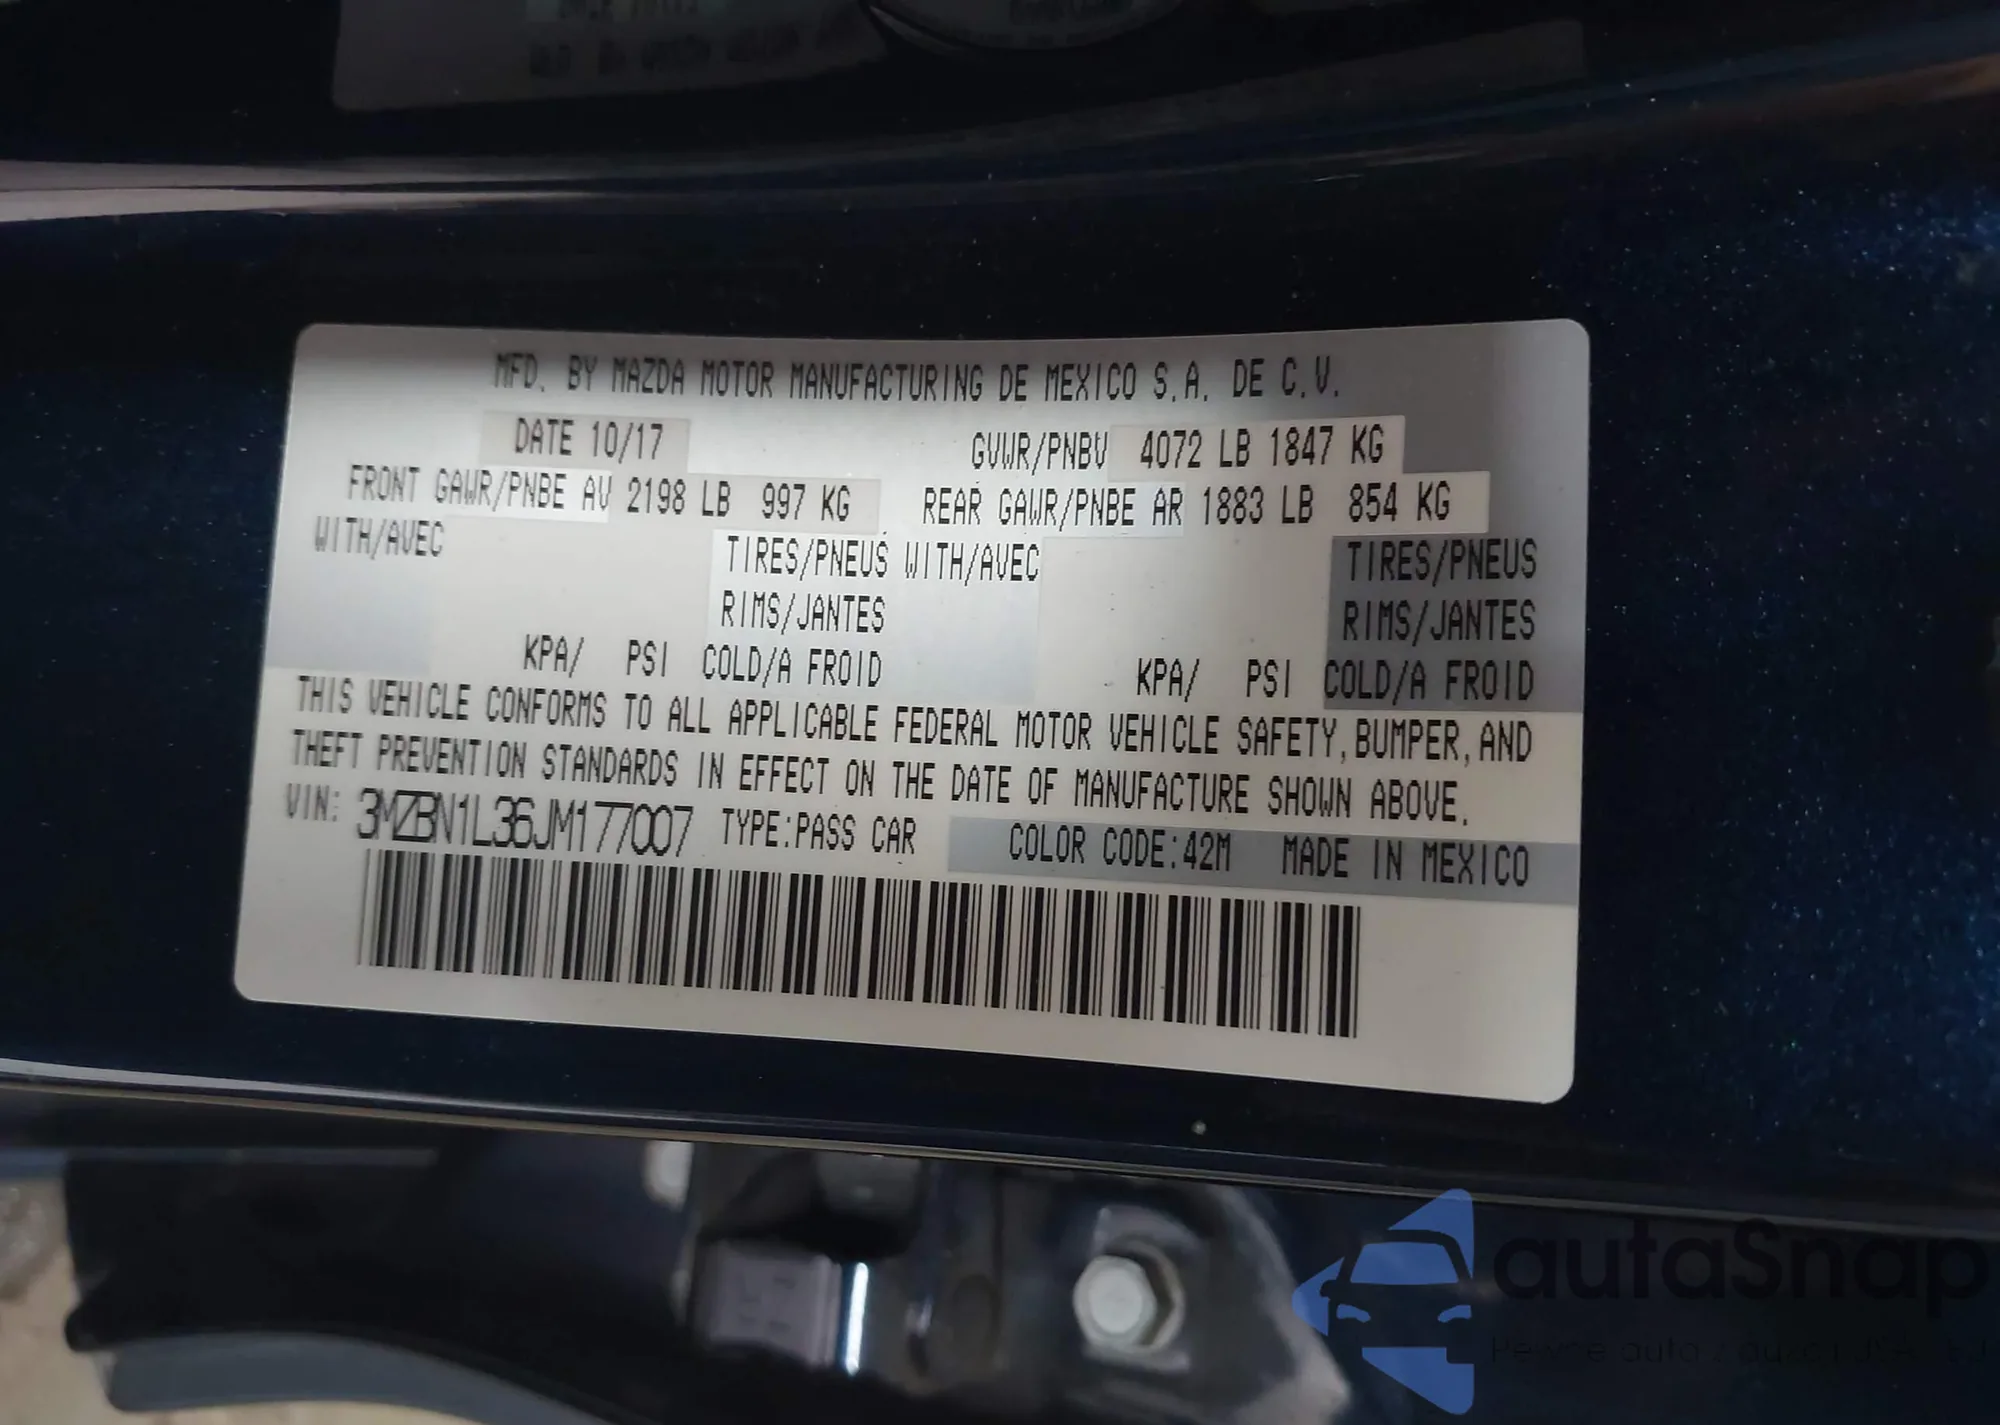 MFD. BY MAZDA MOTOR MANUFACTURING DE MEXICO S.A. DE C.V.
DATE 10/17 GVWR/PNBV 4072 LB 1847 KG
FRONT GAWR/PNBE AV 2198 LB 997 KG REAR GAWR/PNBE AR 1883 LB 854 KG
WITH/AVEC TIRES/PNEUS WITH/AVEC TIRES/PNEUS
RIMS/JANTES RIMS/JANTES
KPA/ PSI COLD/A FROID KPA/ PSI COLD/A FROID
THIS VEHICLE CONFORMS TO ALL APPLICABLE FEDERAL MOTOR VEHICLE SAFETY, BUMPER, AND
THEFT PREVENTION STANDARDS IN EFFECT ON THE DATE OF MANUFACTURE SHOWN ABOVE.
VIN: 3MZBN1L36JM177007 TYPE:PASS CAR COLOR CODE:42M MADE IN MEXICO
autaSnap